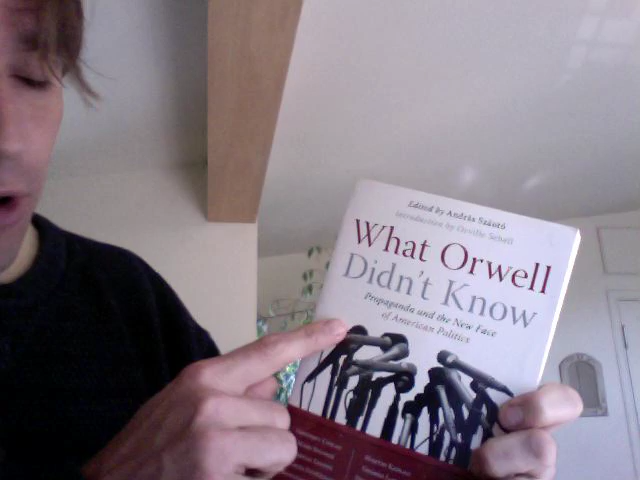 Edited by András Szántó
introduction by Orville Schell
What Orwell
Didn't Know
Propaganda and the New Face
of American Politics